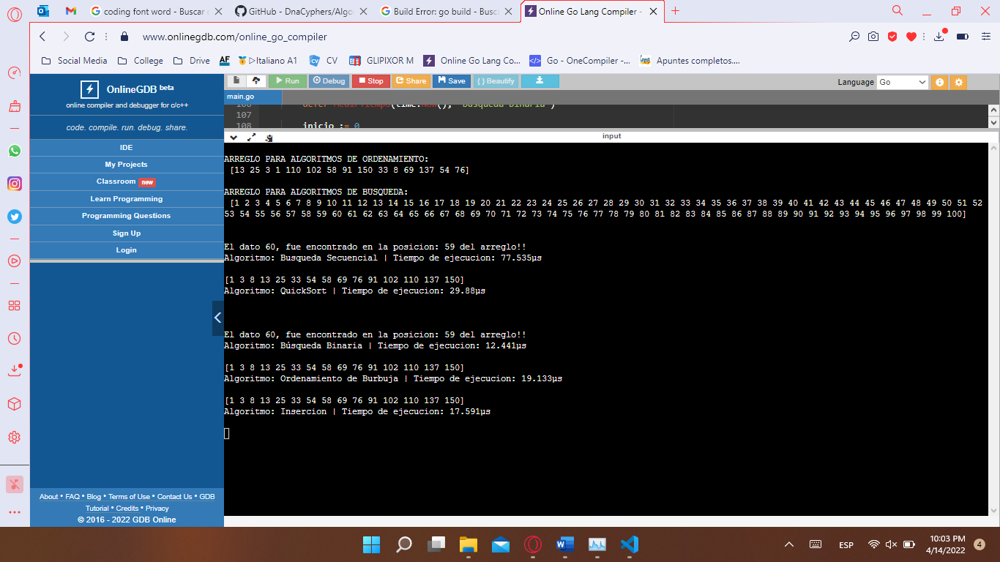 coding font word - Buscar
GitHub - DnaCyphers/Algo
Build Error: go build - Busca
Online Go Lang Compiler -
www.onlinegdb.com/online_go_compiler
Social Media
College
Drive
AF
Italiano A1
CV
CV
GLIPIXOR M
Online Go Lang Co...
Go - OneCompiler -...
Apuntes completos....
OnlineGDB beta
online compiler and debugger for c/c++
code. compile. run. debug. share.
IDE
My Projects
Classroom new
Learn Programming
Programming Questions
Sign Up
Login
Run
Debug
Stop
Share
Save
{ } Beautify
Language
Go
main.go
106 defer MedirTiempo(time.Now(), "Busqueda Binaria")
107
108 inicio := 0
input
ARREGLO PARA ALGORITMOS DE ORDENAMIENTO:
[13 25 3 1 110 102 58 91 150 33 8 69 137 54 76]
ARREGLO PARA ALGORITMOS DE BUSQUEDA:
[1 2 3 4 5 6 7 8 9 10 11 12 13 14 15 16 17 18 19 20 21 22 23 24 25 26 27 28 29 30 31 32 33 34 35 36 37 38 39 40 41 42 43 44 45 46 47 48 49 50 51 52
53 54 55 56 57 58 59 60 61 62 63 64 65 66 67 68 69 70 71 72 73 74 75 76 77 78 79 80 81 82 83 84 85 86 87 88 89 90 91 92 93 94 95 96 97 98 99 100]
El dato 60, fue encontrado en la posicion: 59 del arreglo!!
Algoritmo: Busqueda Secuencial | Tiempo de ejecucion: 77.535µs
[1 3 8 13 25 33 54 58 69 76 91 102 110 137 150]
Algoritmo: QuickSort | Tiempo de ejecucion: 29.88µs
El dato 60, fue encontrado en la posicion: 59 del arreglo!!
Algoritmo: Búsqueda Binaria | Tiempo de ejecucion: 12.441µs
[1 3 8 13 25 33 54 58 69 76 91 102 110 137 150]
Algoritmo: Ordenamiento de Burbuja | Tiempo de ejecucion: 19.133µs
[1 3 8 13 25 33 54 58 69 76 91 102 110 137 150]
Algoritmo: Insercion | Tiempo de ejecucion: 17.591µs
About • FAQ • Blog • Terms of Use • Contact Us • GDB
Tutorial • Credits • Privacy
© 2016 - 2022 GDB Online
ESP
10:03 PM
4/14/2022
4